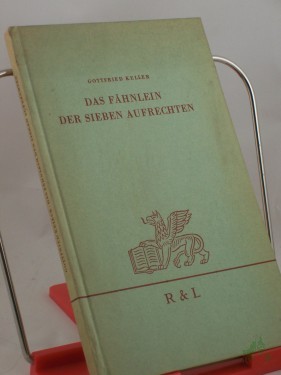 GOTTFRIED KELLER
DAS FÄHNLEIN
DER SIEBEN AUFRECHTEN
R & L